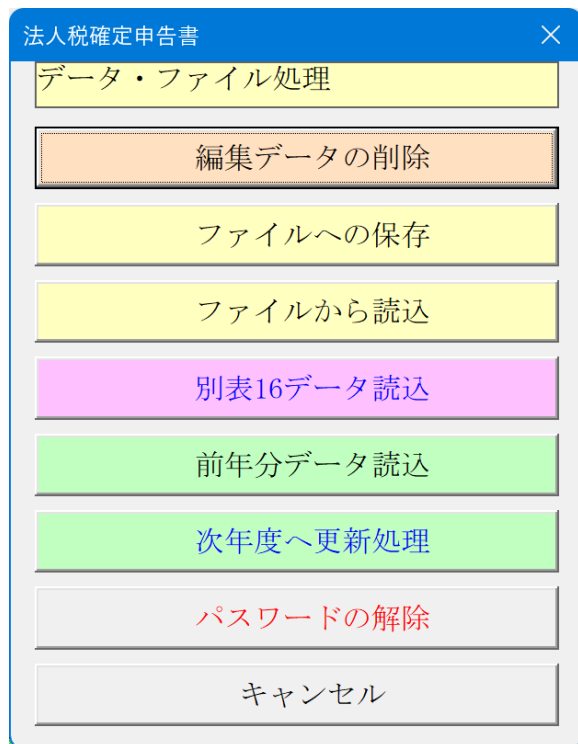 法人税確定申告書
データ・ファイル処理
編集データの削除
ファイルへの保存
ファイルから読込
別表16データ読込
前年分データ読込
次年度へ更新処理
パスワードの解除
キャンセル